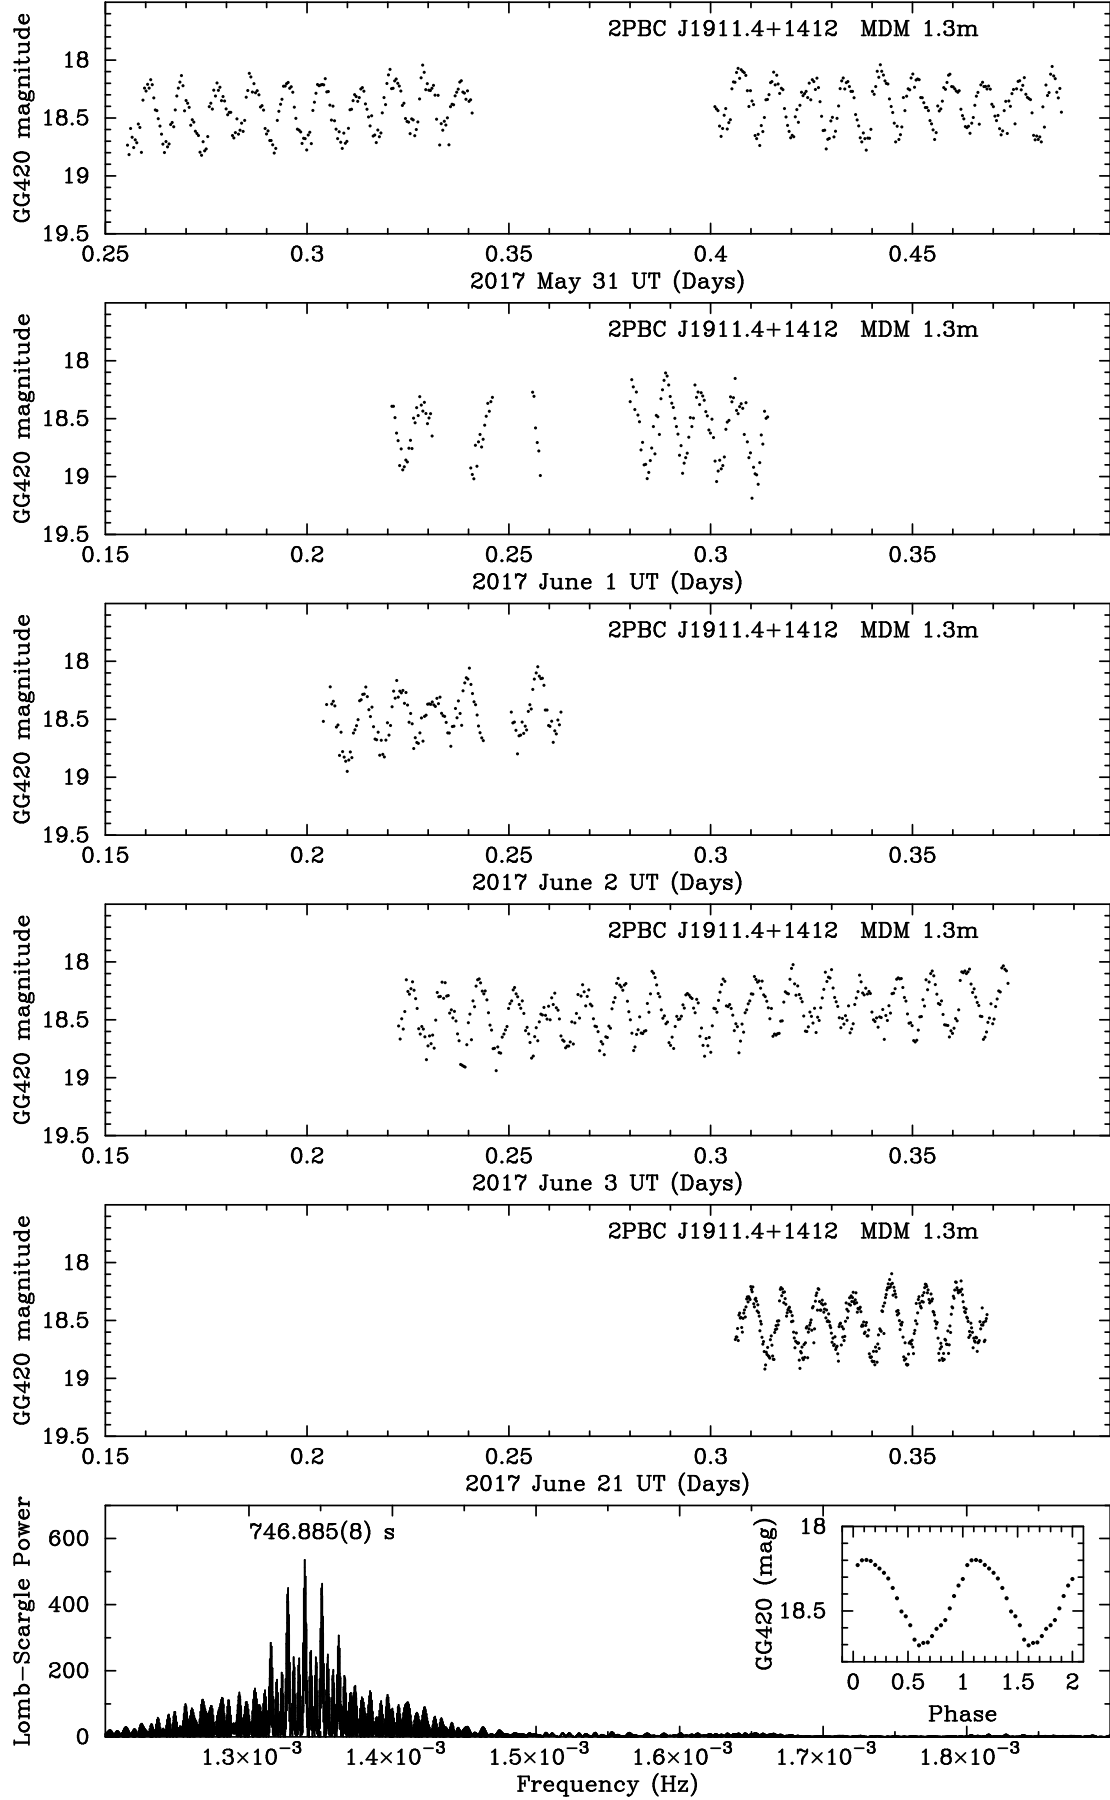 2PBC J1911.4+1412 MDM 1.3m
GG420 magnitude
18
18.5
19
19.5
0.25 0.3 0.35 0.4 0.45
2017 May 31 UT (Days)
2PBC J1911.4+1412 MDM 1.3m
GG420 magnitude
18
18.5
19
19.5
0.15 0.2 0.25 0.3 0.35
2017 June 1 UT (Days)
2PBC J1911.4+1412 MDM 1.3m
GG420 magnitude
18
18.5
19
19.5
0.15 0.2 0.25 0.3 0.35
2017 June 2 UT (Days)
2PBC J1911.4+1412 MDM 1.3m
GG420 magnitude
18
18.5
19
19.5
0.15 0.2 0.25 0.3 0.35
2017 June 3 UT (Days)
2PBC J1911.4+1412 MDM 1.3m
GG420 magnitude
18
18.5
19
19.5
0.15 0.2 0.25 0.3 0.35
2017 June 21 UT (Days)
Lomb−Scargle Power
600
400
200
0
746.885(8) s
GG420 (mag)
18
18.5
0 0.5 1 1.5 2
Phase
1.3×10⁻³ 1.4×10⁻³ 1.5×10⁻³ 1.6×10⁻³ 1.7×10⁻³ 1.8×10⁻³
Frequency (Hz)